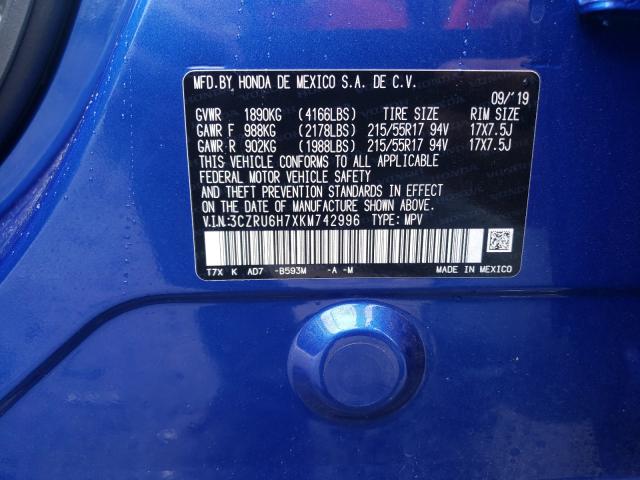 MFD.BY HONDA DE MEXICO S.A. DE C.V.
09/'19
GVWR 1890KG (4166LBS) TIRE SIZE RIM SIZE
GAWR F 988KG (2178LBS) 215/55R17 94V 17X7.5J
GAWR R 902KG (1988LBS) 215/55R17 94V 17X7.5J
THIS VEHICLE CONFORMS TO ALL APPLICABLE
FEDERAL MOTOR VEHICLE SAFETY
AND THEFT PREVENTION STANDARDS IN EFFECT
ON THE DATE OF MANUFACTURE SHOWN ABOVE.
V.I.N:3CZRU6H7XKM742996 TYPE: MPV
T7X K AD7 -B593M -A -M MADE IN MEXICO